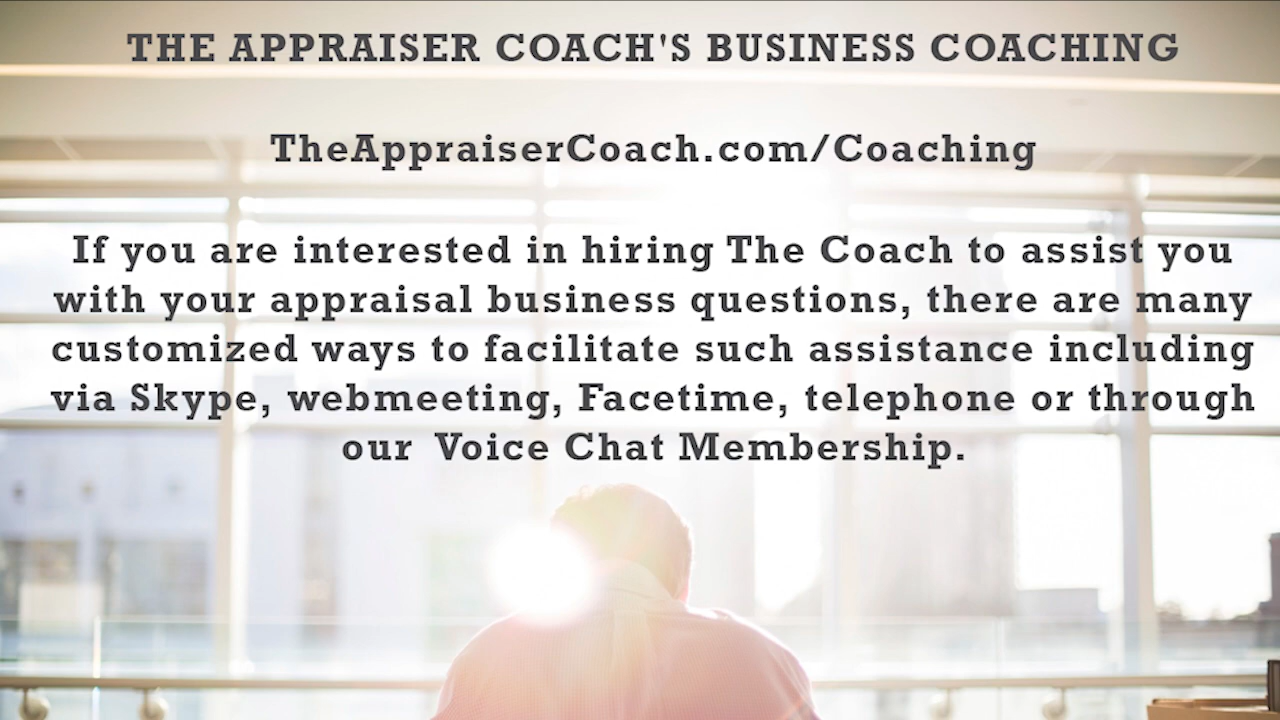 THE APPRAISER COACH'S BUSINESS COACHING
TheAppraiserCoach.com/Coaching
If you are interested in hiring The Coach to assist you
with your appraisal business questions, there are many
customized ways to facilitate such assistance including
via Skype, webmeeting, Facetime, telephone or through
our  Voice Chat Membership.